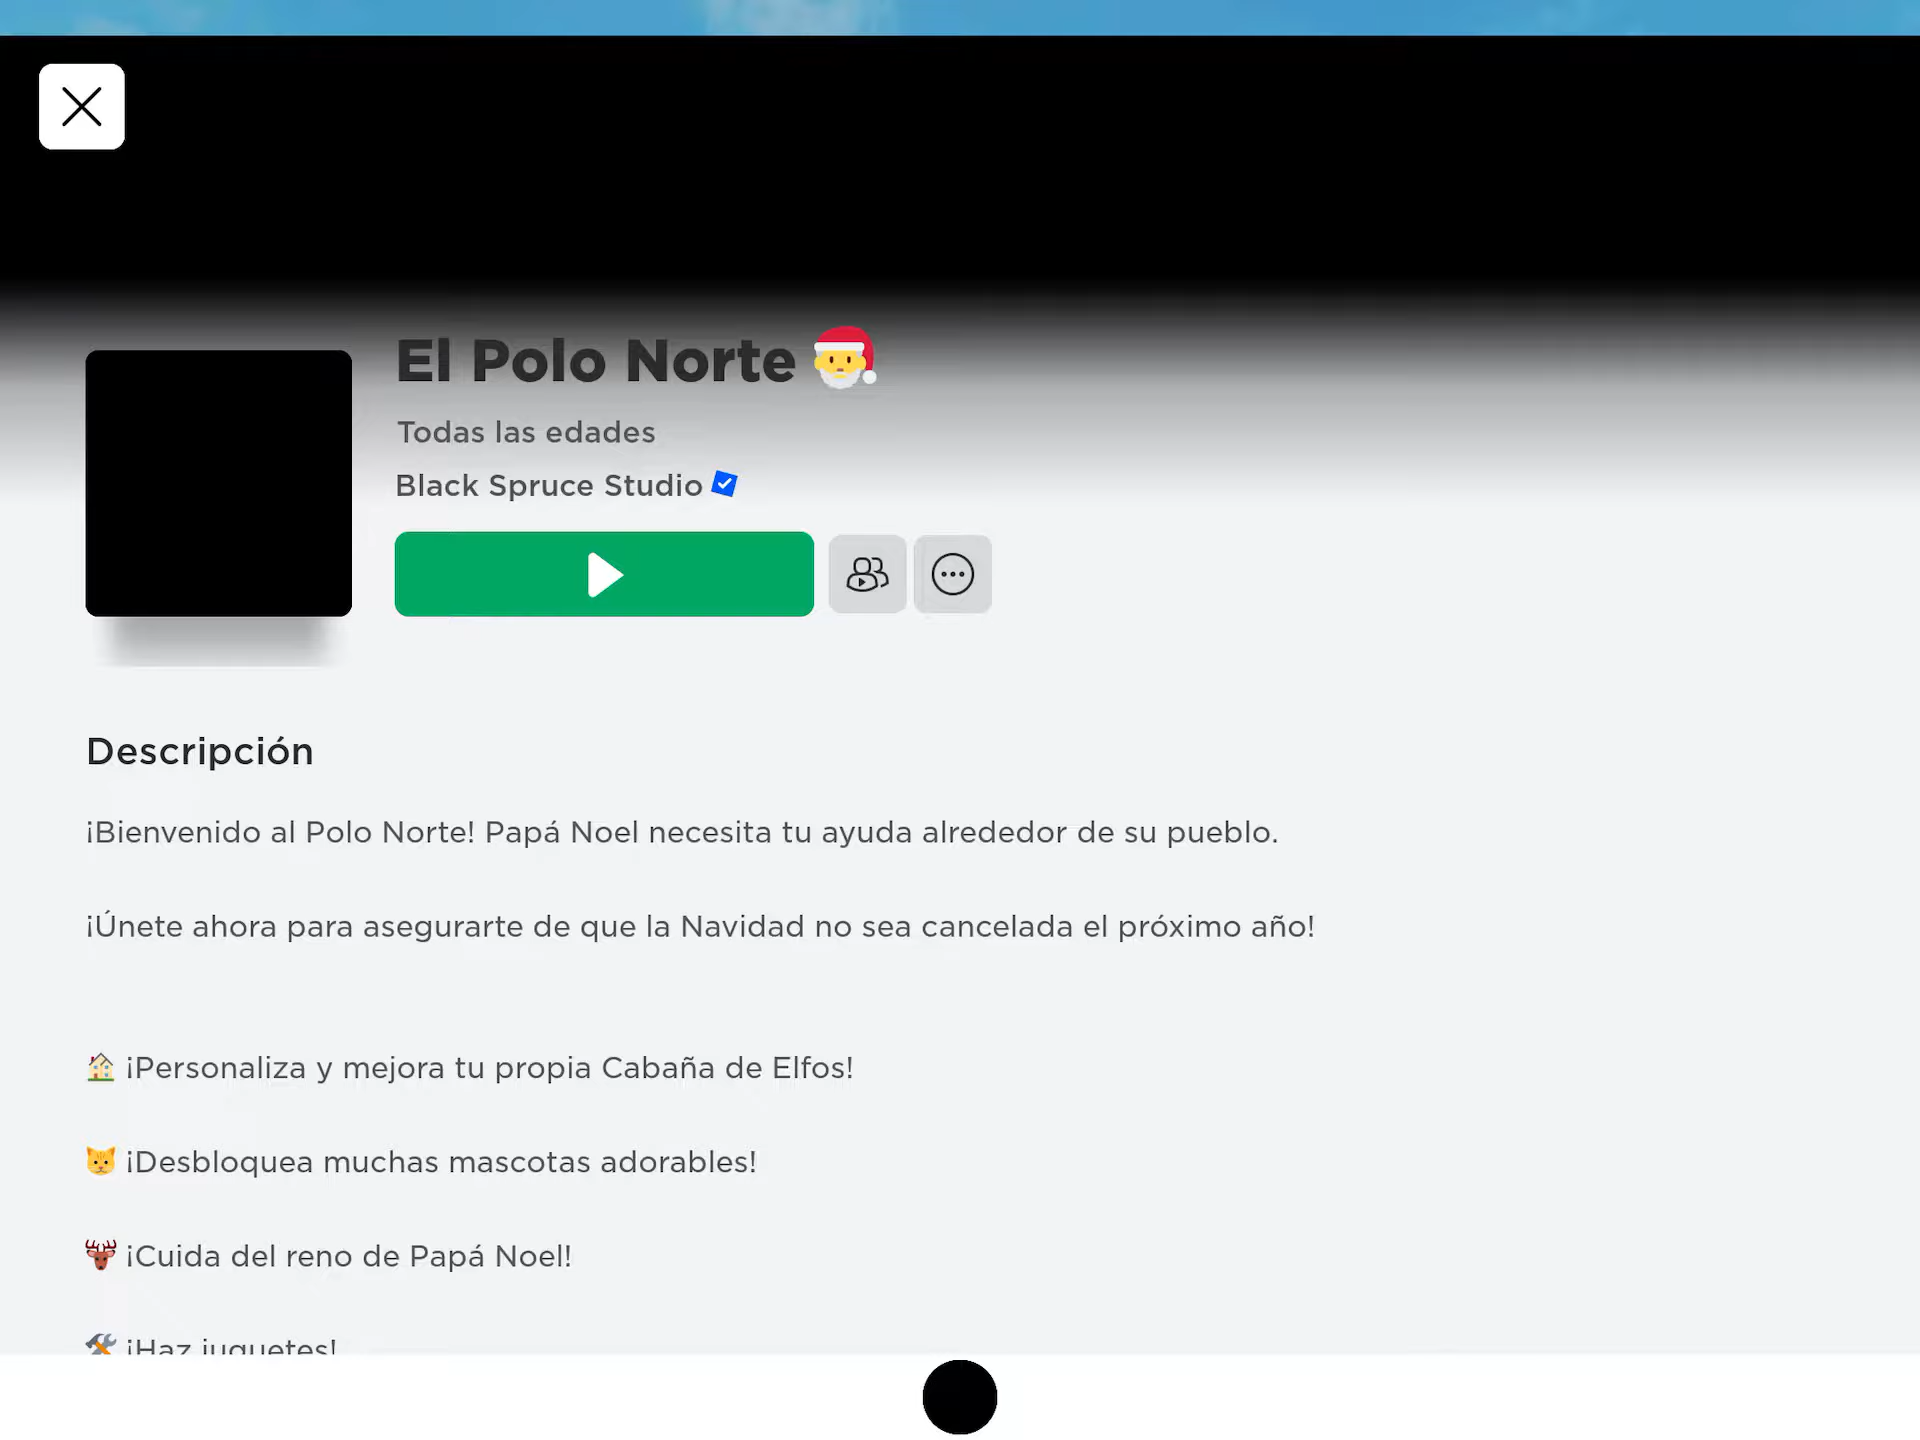 El Polo Norte 🎅
Todas las edades
Black Spruce Studio
Descripción
¡Bienvenido al Polo Norte! Papá Noel necesita tu ayuda alrededor de su pueblo.
¡Únete ahora para asegurarte de que la Navidad no sea cancelada el próximo año!
🏠 ¡Personaliza y mejora tu propia Cabaña de Elfos!
🐱 ¡Desbloquea muchas mascotas adorables!
🦌 ¡Cuida del reno de Papá Noel!
🛠 ¡Haz juguetes!